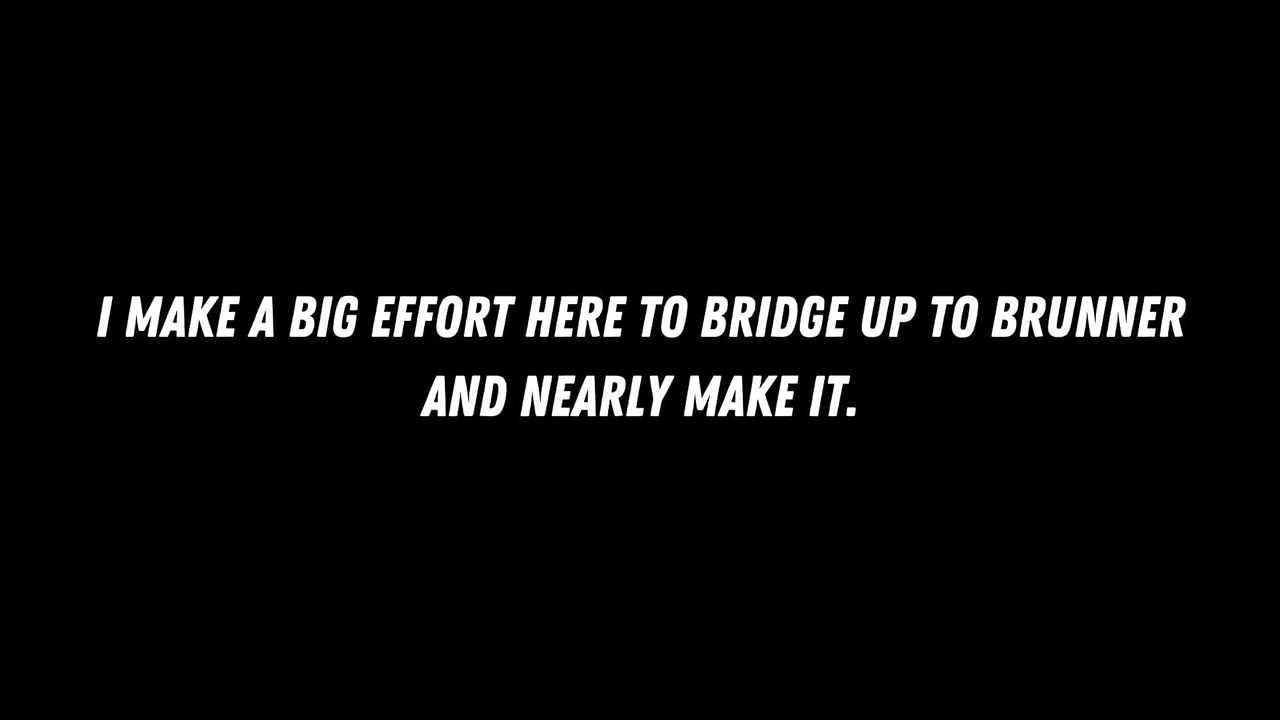 I MAKE A BIG EFFORT HERE TO BRIDGE UP TO BRUNNER
AND NEARLY MAKE IT.